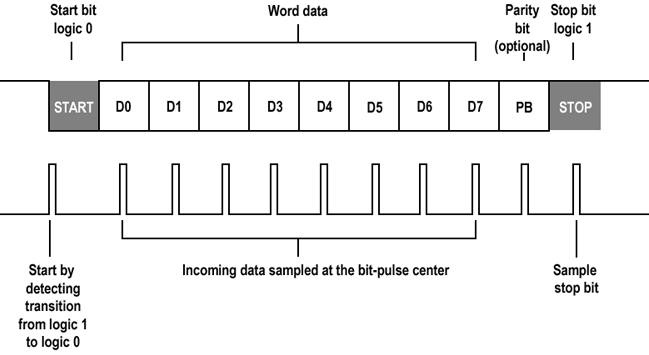 Start bit
logic 0
Word data
Parity
bit
(optional)
Stop bit
logic 1
START
D0
D1
D2
D3
D4
D5
D6
D7
PB
STOP
Start by
detecting
transition
from logic 1
to logic 0
Incoming data sampled at the bit-pulse center
Sample
stop bit